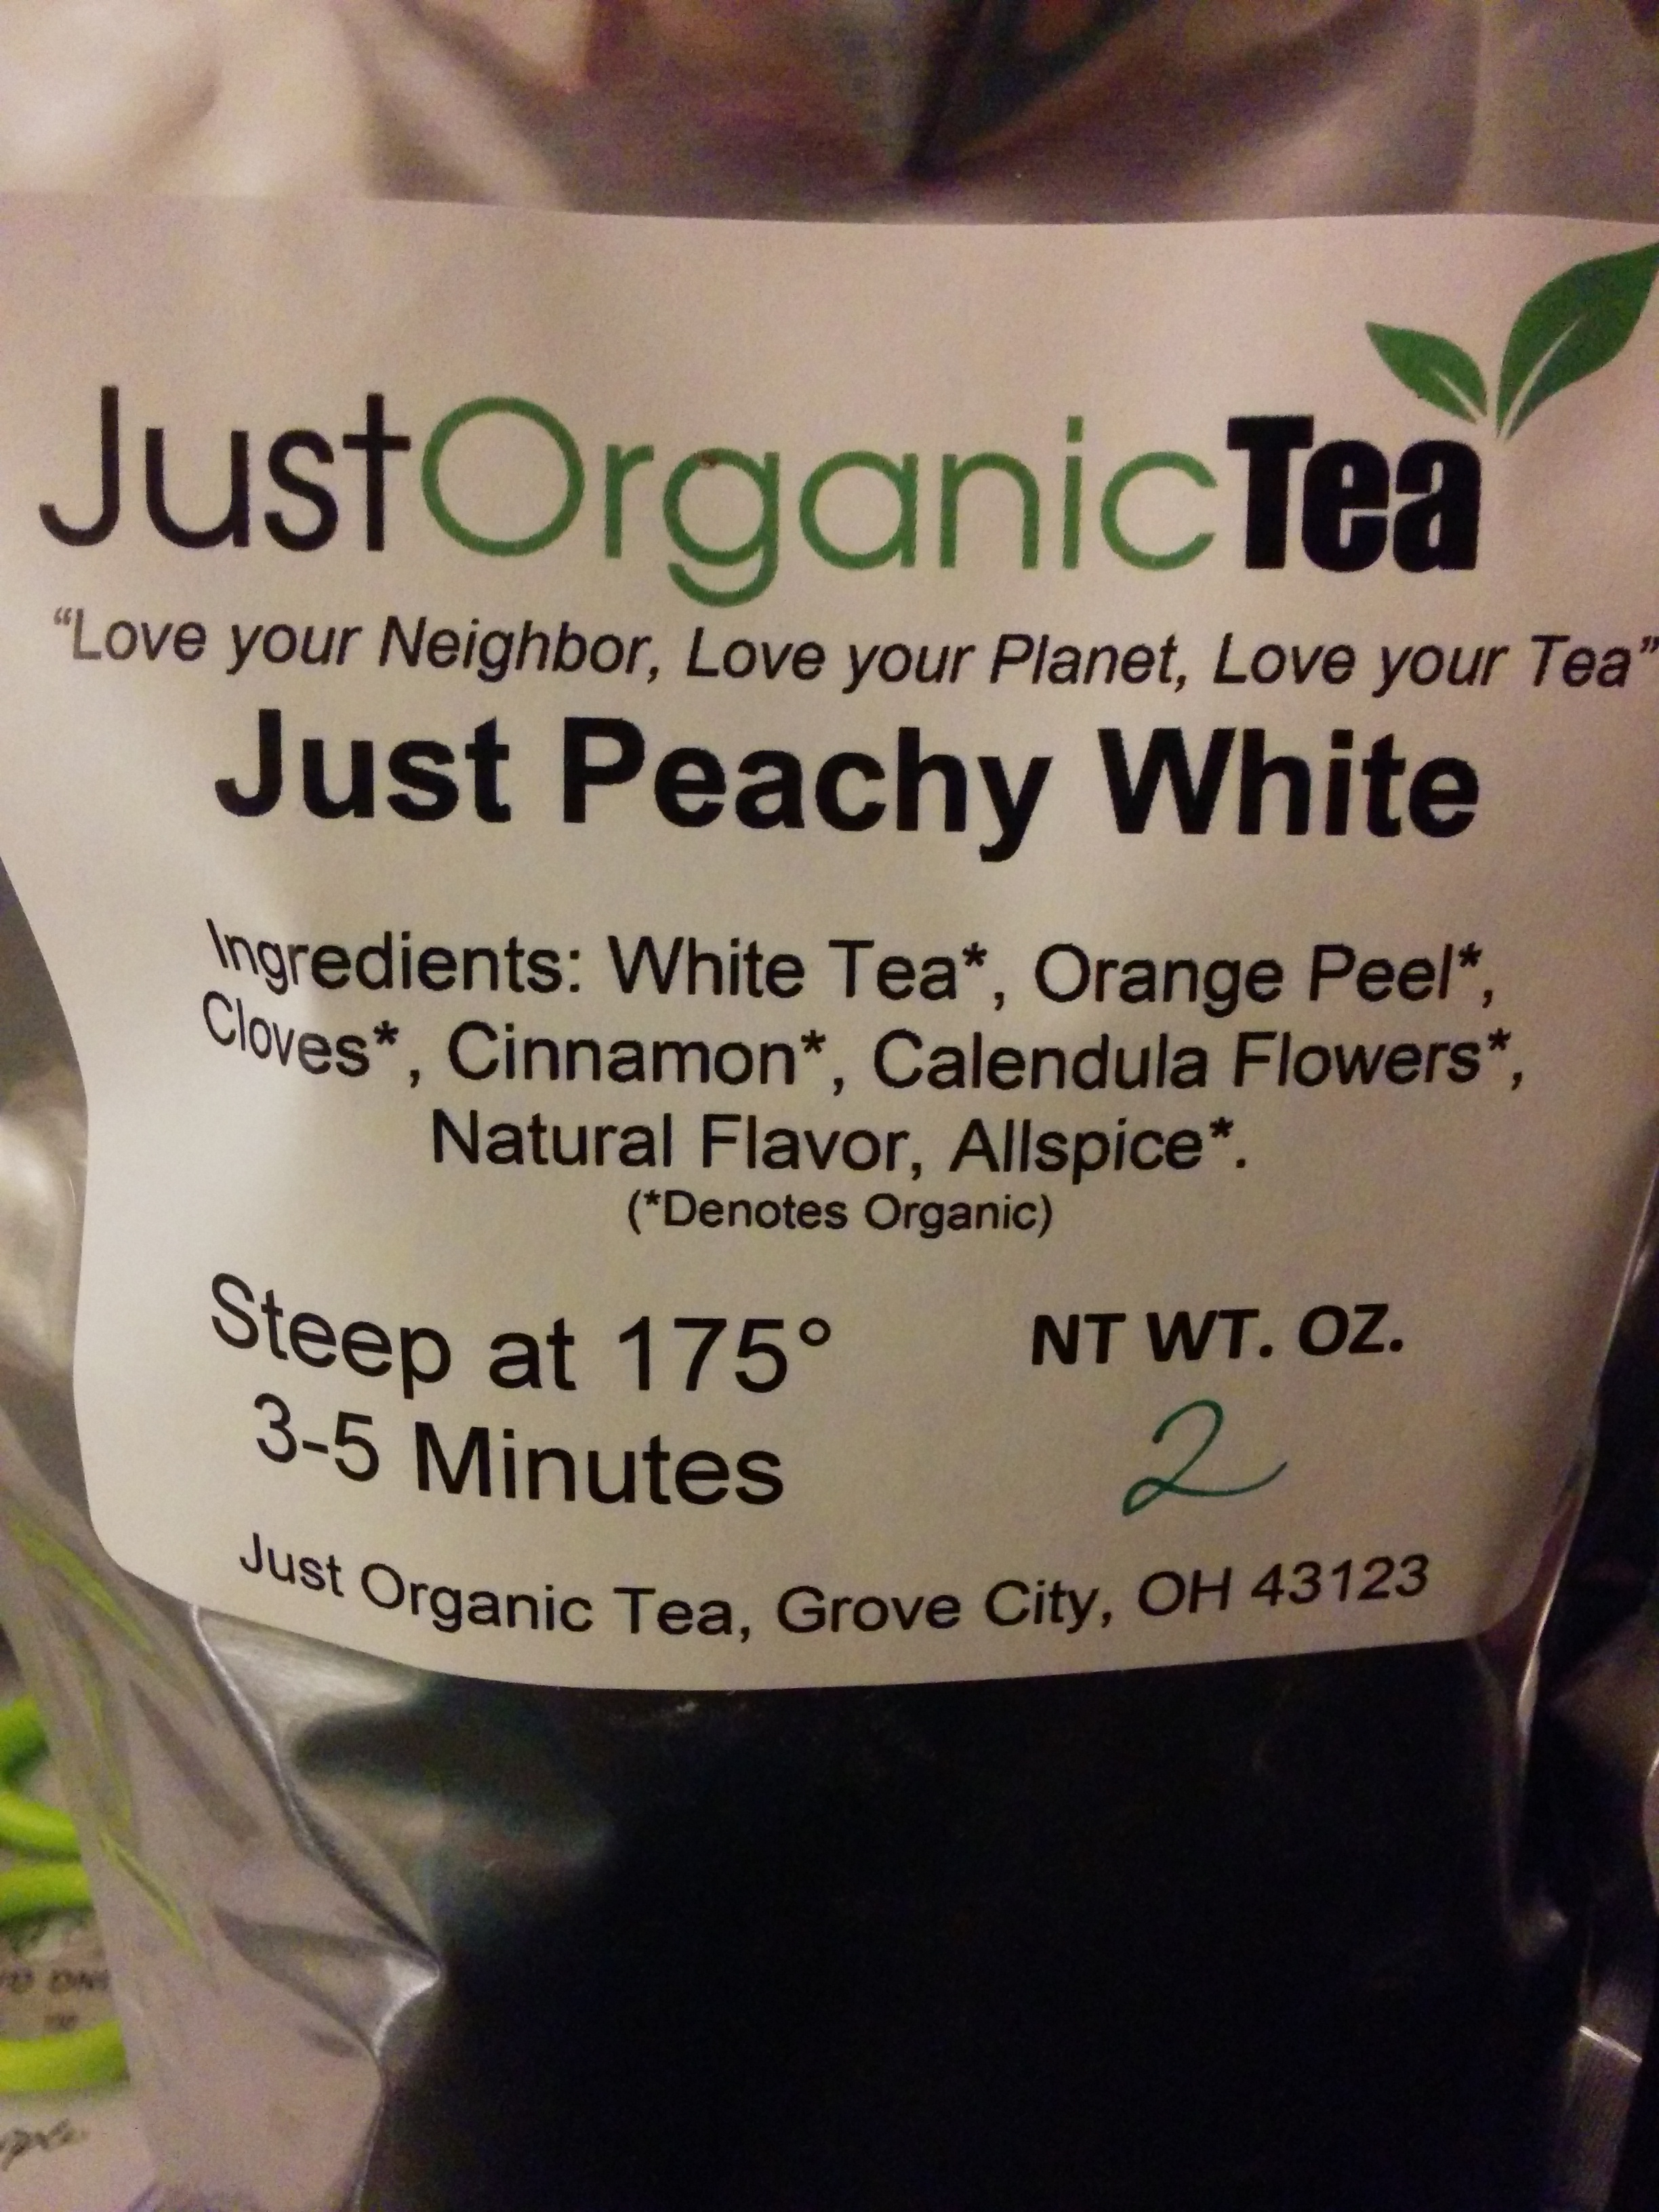 JustOrganicTea
“Love your Neighbor, Love your Planet, Love your Tea”
Just Peachy White
Ingredients: White Tea*, Orange Peel*,
Cloves*, Cinnamon*, Calendula Flowers*,
Natural Flavor, Allspice*.
(*Denotes Organic)
Steep at 175°
3-5 Minutes
NT WT. OZ.
2
Just Organic Tea, Grove City, OH 43123